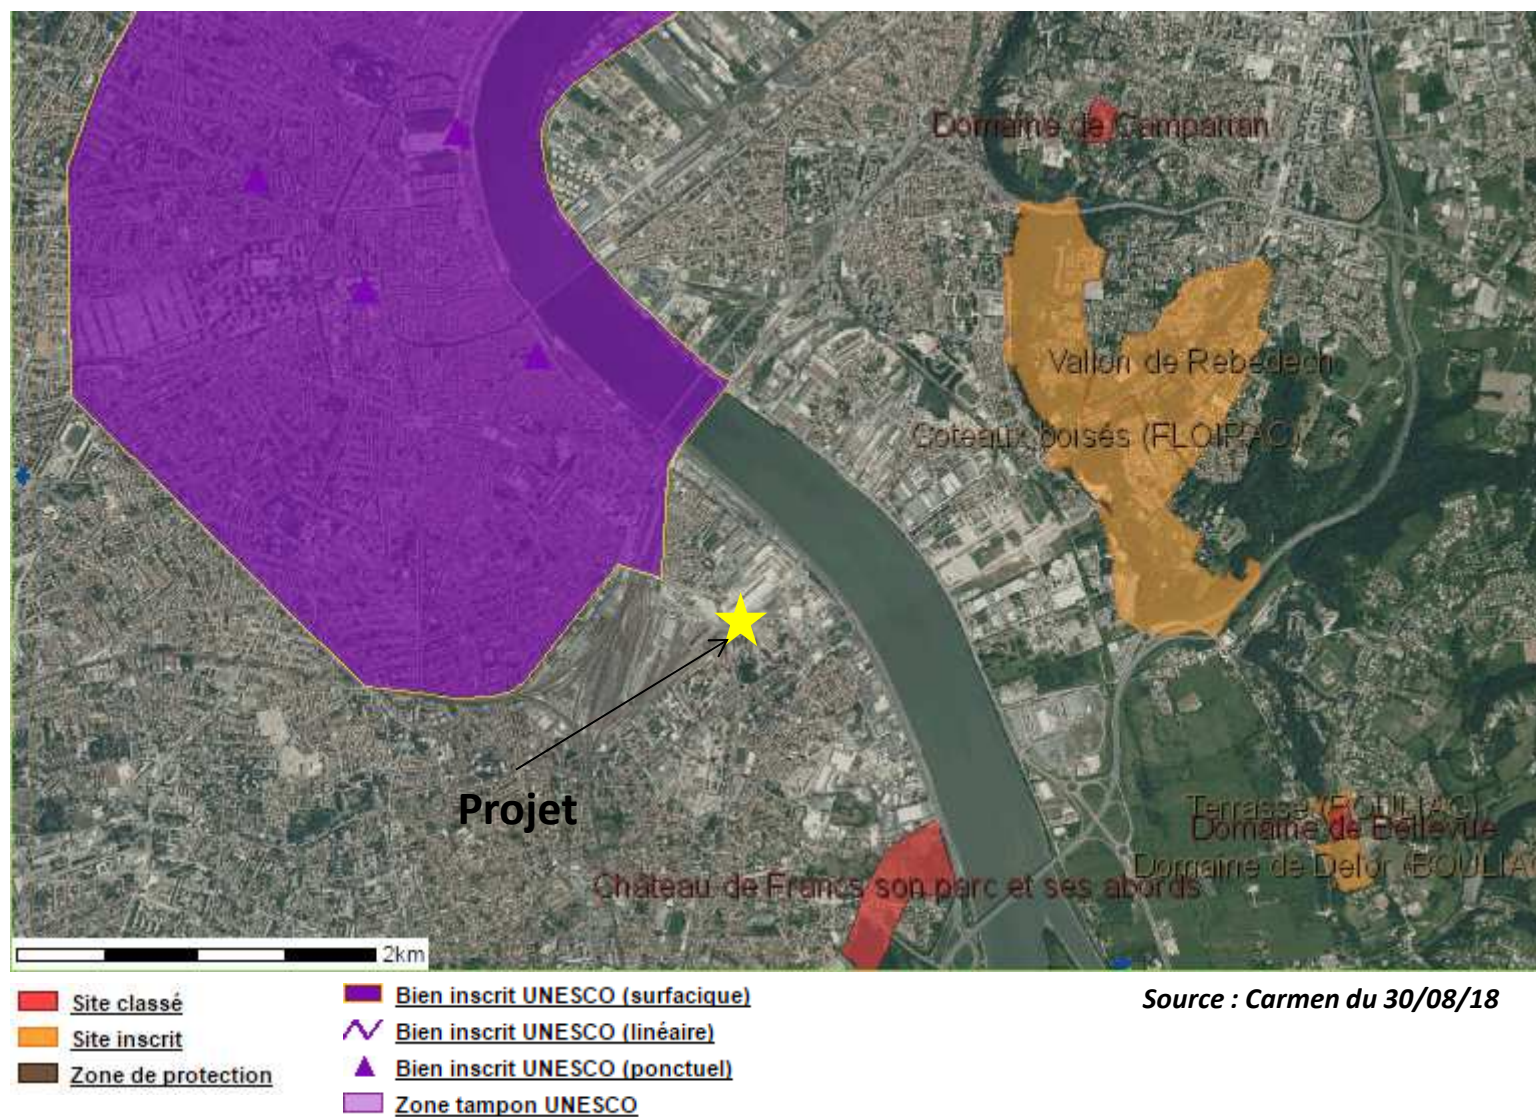 Domaine de Camparian
Vallon de Rebedech
Coteaux boisés (FLOIRAC)
Projet
Terrasse (BOULIAC)
Domaine de Bellevue
Domaine de Defor (BOULIA
Château de Francs son parc et ses abords
2km
Site classé
Site inscrit
Zone de protection
Bien inscrit UNESCO (surfacique)
Bien inscrit UNESCO (linéaire)
Bien inscrit UNESCO (ponctuel)
Zone tampon UNESCO
Source : Carmen du 30/08/18